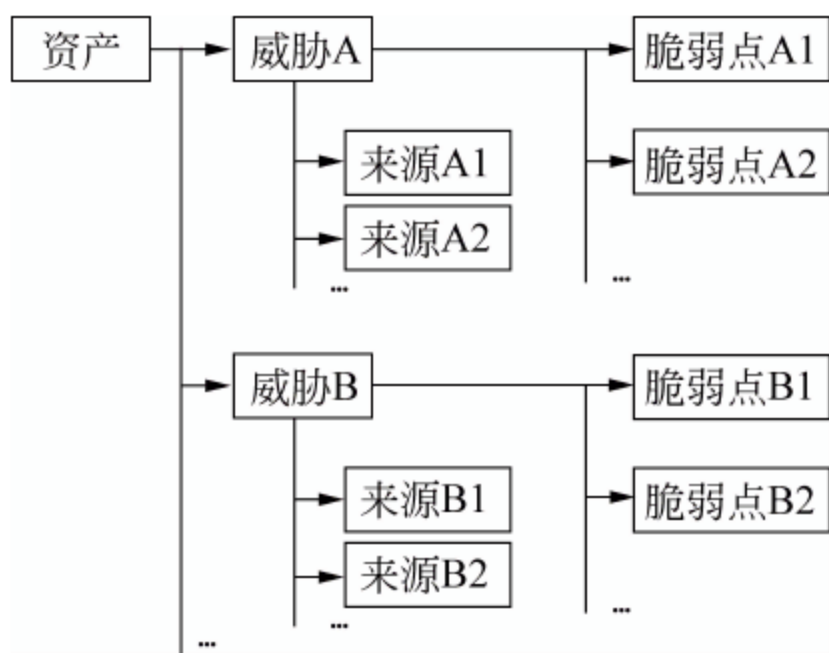 资产
威胁A
脆弱点A1
来源A1
脆弱点A2
来源A2
...
...
威胁B
脆弱点B1
来源B1
脆弱点B2
来源B2
...
...
...